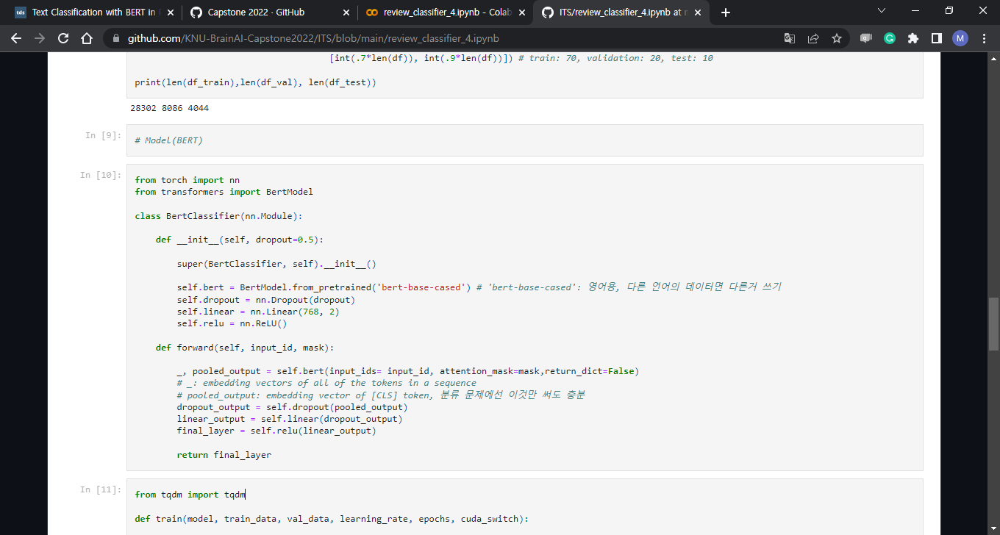 Text Classification with BERT in
Capstone 2022 · GitHub
review_classifier_4.ipynb - Colab
ITS/review_classifier_4.ipynb at m
github.com/KNU-BrainAI-Capstone2022/ITS/blob/main/review_classifier_4.ipynb
M
[int(.7*len(df)), int(.9*len(df))]) # train: 70, validation: 20, test: 10
print(len(df_train),len(df_val), len(df_test))
28302 8086 4044
In [9]:
# Model(BERT)
In [10]:
from torch import nn
from transformers import BertModel
class BertClassifier(nn.Module):
def __init__(self, dropout=0.5):
super(BertClassifier, self).__init__()
self.bert = BertModel.from_pretrained('bert-base-cased') # 'bert-base-cased': 영어용, 다른 언어의 데이터면 다른거 쓰기
self.dropout = nn.Dropout(dropout)
self.linear = nn.Linear(768, 2)
self.relu = nn.ReLU()
def forward(self, input_id, mask):
_, pooled_output = self.bert(input_ids= input_id, attention_mask=mask,return_dict=False)
# _: embedding vectors of all of the tokens in a sequence
# pooled_output: embedding vector of [CLS] token, 분류 문제에선 이것만 써도 충분
dropout_output = self.dropout(pooled_output)
linear_output = self.linear(dropout_output)
final_layer = self.relu(linear_output)
return final_layer
In [11]:
from tqdm import tqdm
def train(model, train_data, val_data, learning_rate, epochs, cuda_switch):